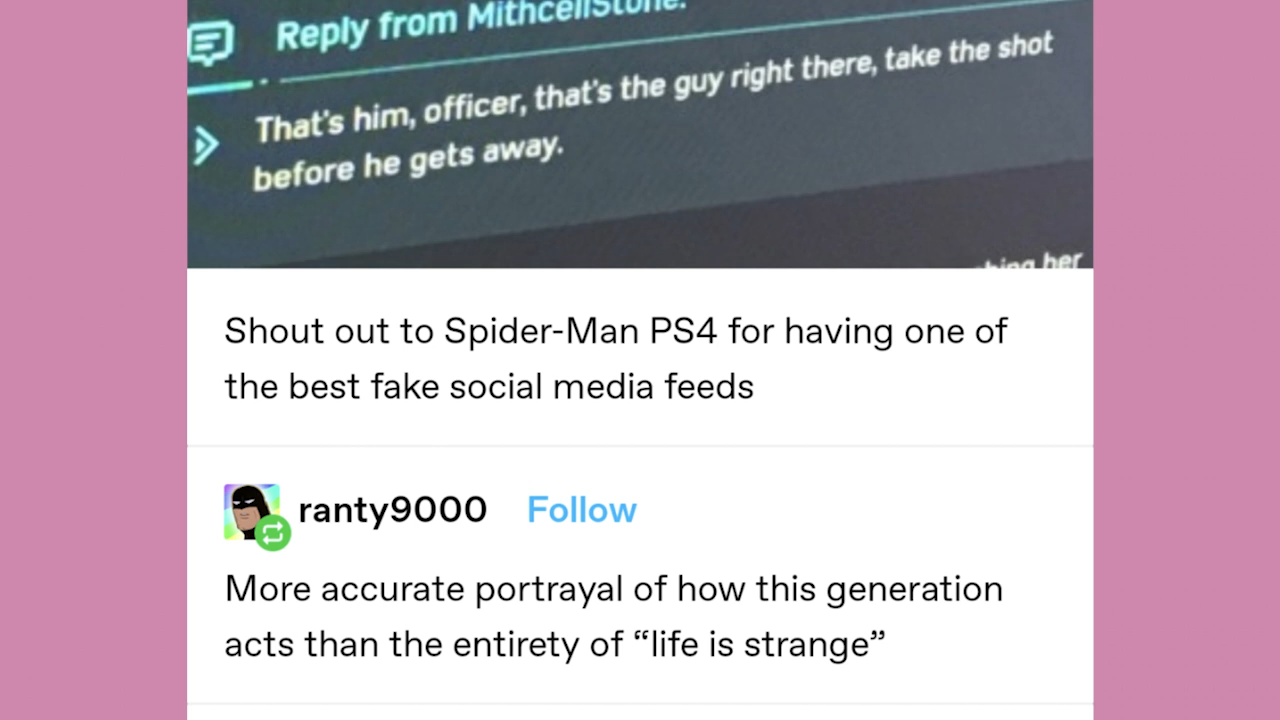 Reply from MithcellStone:
That's him, officer, that's the guy right there, take the shot
before he gets away.
her
Shout out to Spider-Man PS4 for having one of
the best fake social media feeds
ranty9000 Follow
More accurate portrayal of how this generation
acts than the entirety of “life is strange”